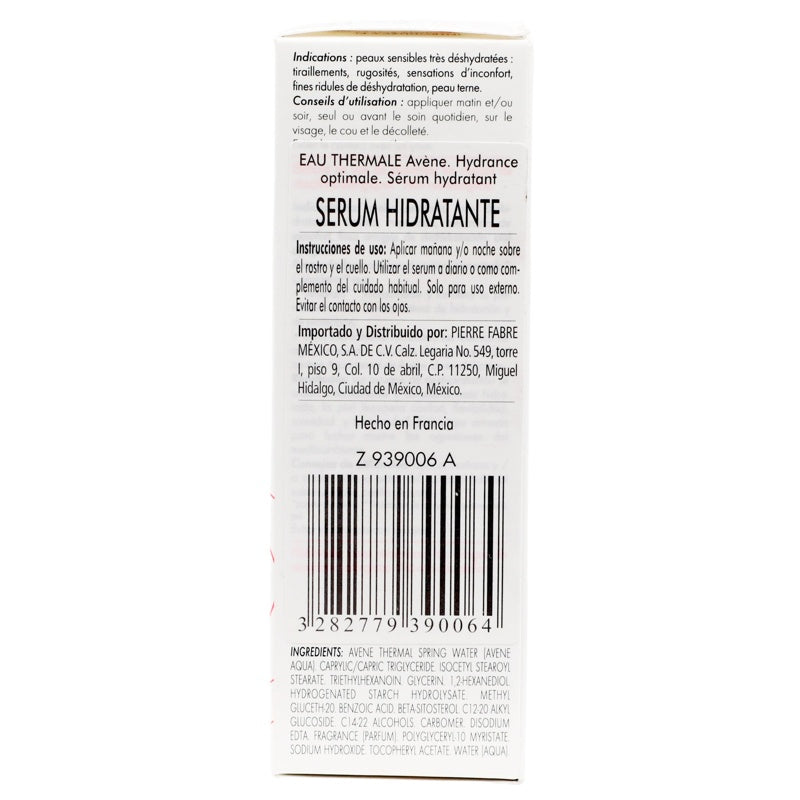 Indications : peaux sensibles très déshydratées :
tiraillements, rugosités, sensations d'inconfort,
fines ridules de déshydratation, peau terne.
Conseils d'utilisation : appliquer matin et/ou
soir, seul ou avant le soin quotidien, sur le
visage, le cou et le décolleté.
EAU THERMALE Avène. Hydrance
optimale. Sérum hydratant
SERUM HIDRATANTE
Instrucciones de uso: Aplicar mañana y/o noche sobre
el rostro y el cuello. Utilizar el serum a diario o como com-
plemento del cuidado habitual. Solo para uso externo.
Evitar el contacto con los ojos.
Importado y Distribuido por: PIERRE FABRE
MÉXICO, S.A. DE C.V. Calz. Legaria No. 549, torre
I, piso 9, Col. 10 de abril, C.P. 11250, Miguel
Hidalgo, Ciudad de México, México.
Hecho en Francia
Z 939006 A
3 282779 390064
INGREDIENTS: AVENE THERMAL SPRING WATER (AVENE
AQUA). CAPRYLIC/CAPRIC TRIGLYCERIDE. ISOCETYL STEAROYL
STEARATE. TRIETHYLHEXANOIN. GLYCERIN. 1,2-HEXANEDIOL.
HYDROGENATED STARCH HYDROLYSATE. METHYL
GLUCETH-20. BENZOIC ACID. BETA-SITOSTEROL. C12-20 ALKYL
GLUCOSIDE. C14-22 ALCOHOLS. CARBOMER. DISODIUM
EDTA. FRAGRANCE (PARFUM). POLYGLYCERYL-10 MYRISTATE.
SODIUM HYDROXIDE. TOCOPHERYL ACETATE. WATER (AQUA).